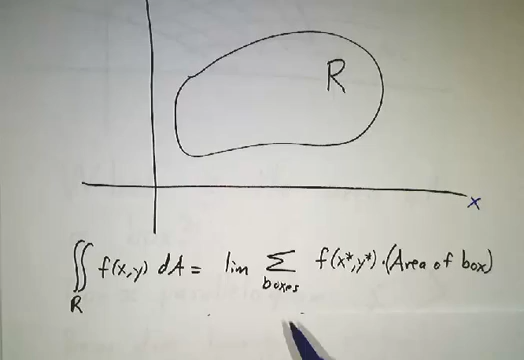 R
x
∬ f(x,y) dA = lim ∑ f(x*,y*)·(Area of box)
R boxes